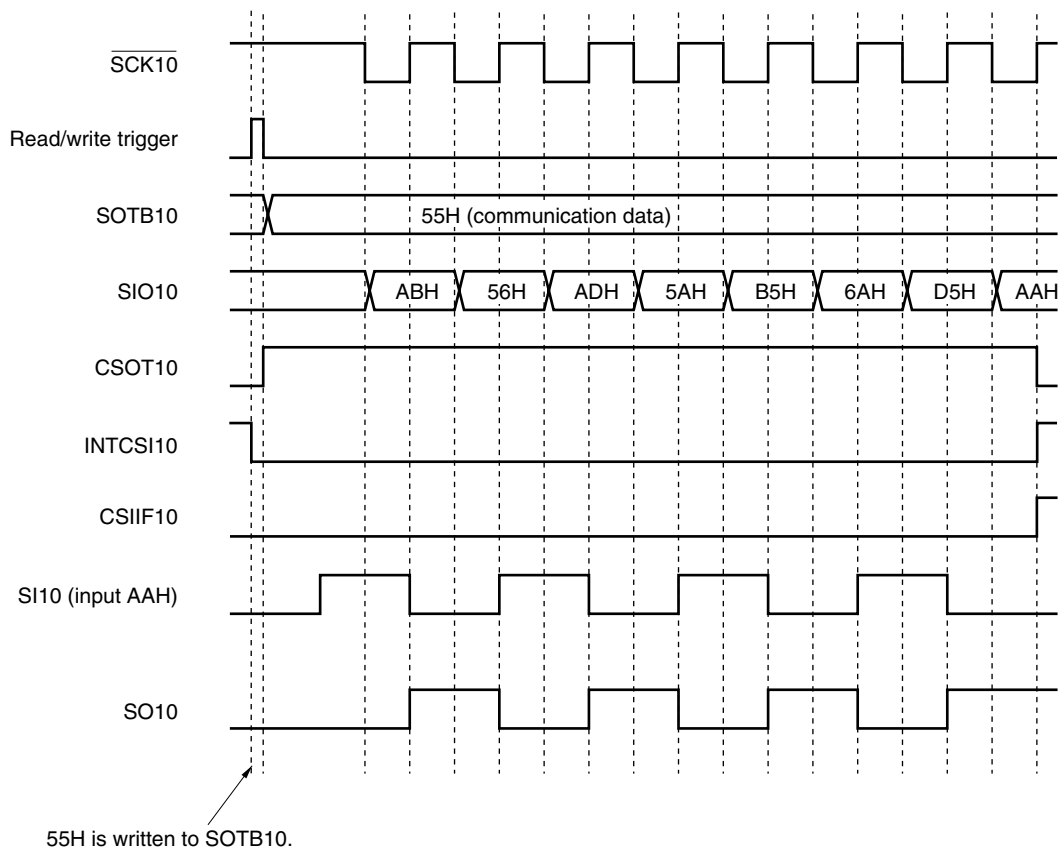 SCK10
Read/write trigger
SOTB10
55H (communication data)
SIO10
ABH 56H ADH 5AH B5H 6AH D5H AAH
CSOT10
INTCSI10
CSIIF10
SI10 (input AAH)
SO10
55H is written to SOTB10.